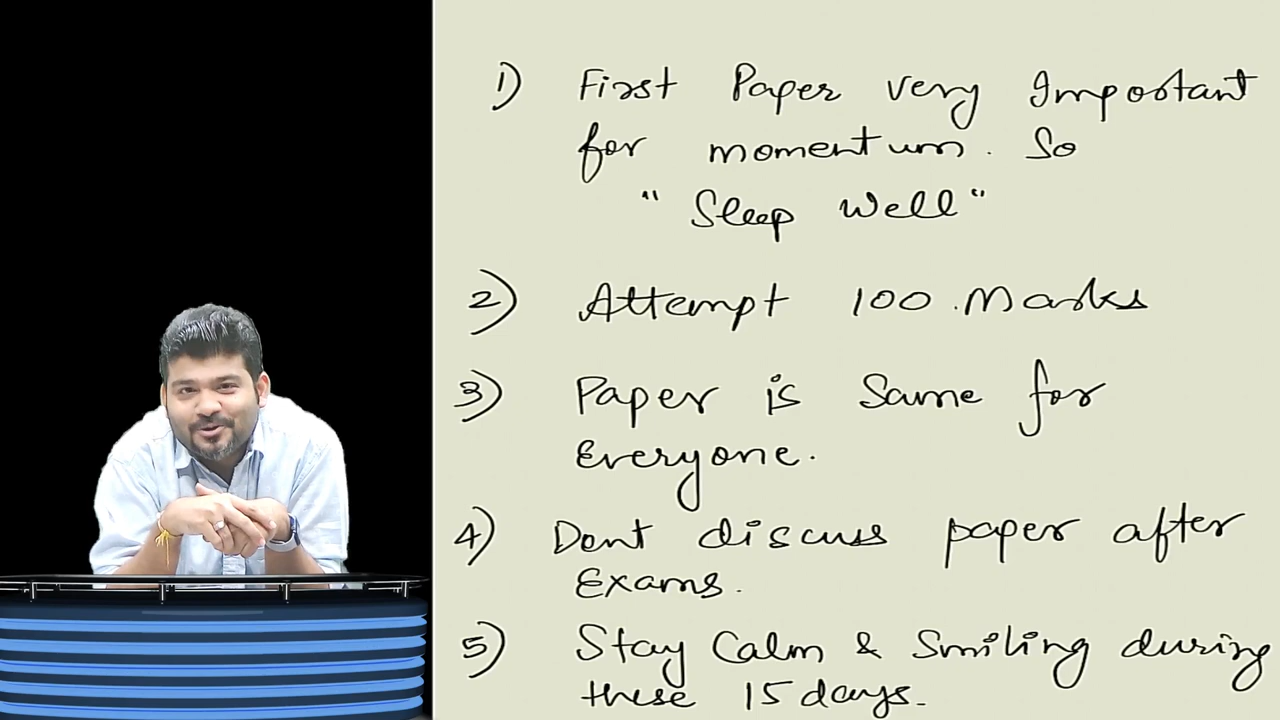 1) First Paper very Important
for momentum. So
" Sleep Well "
2) Attempt 100 Marks
3) Paper is Same for
Everyone.
4) Dont discuss paper after
Exams.
5) Stay Calm & Smiling during
these 15 days.